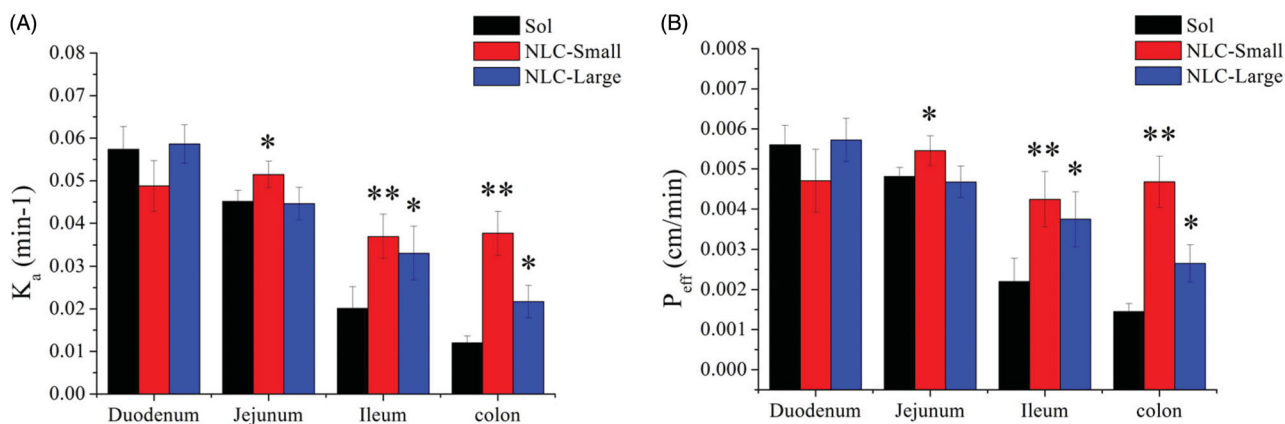 (A)
Sol
NLC-Small
NLC-Large
0.08
0.07
0.06
0.05
0.04
0.03
0.02
0.01
0.00
Ka (min-1)
*
**
*
**
*
Duodenum
Jejunum
Ileum
colon
(B)
Sol
NLC-Small
NLC-Large
0.008
0.007
0.006
0.005
0.004
0.003
0.002
0.001
0.000
Peff (cm/min)
*
**
*
**
*
Duodenum
Jejunum
Ileum
colon